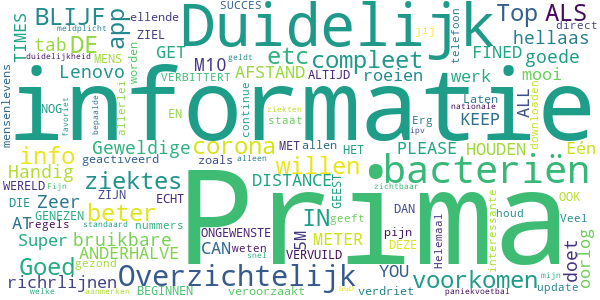 SUCCES
meldplicht ellende Duidelijk Top ALS
BLIJF app ZIEL jij telefoon direct
TIMES tab DE GET etc compleet FINED hellaas
duidelijkheid MENS M10 AFSTAND roeien werk goede
mensenlevens Lenovo worden VERBITTERT ALTIJD mooi
informatie
NOG allerlei EN continue geldt staat ziekten Laten nationale ALL downloaden
favoriet bepaalde Erg ipv KEEP
info Geweldige corona MET allen HET PLEASE HOUDEN Eén
Handig geactiveerd zoals alleen willen bacteriën
WERELD Fijn ZIJN ECHT DISTANCE GEEST zichtbaar
ziektes Prima
DIE Zeer beter IN geeft DAN OOK
AT GENEZEN standaard nummers ONGEWENSTE houd Veel
regels CAN weten 5M METER pijn DEZE Helemaal interessante
Super bruikbare VERVUILD YOU doet oorlog
ANDERHALVE snel
Goed gezond Overzichtelijk voorkomen
richrlijnen BEGINNEN veroorzaakt verdriet update mijn
welke aanmerken paniekvoetbal